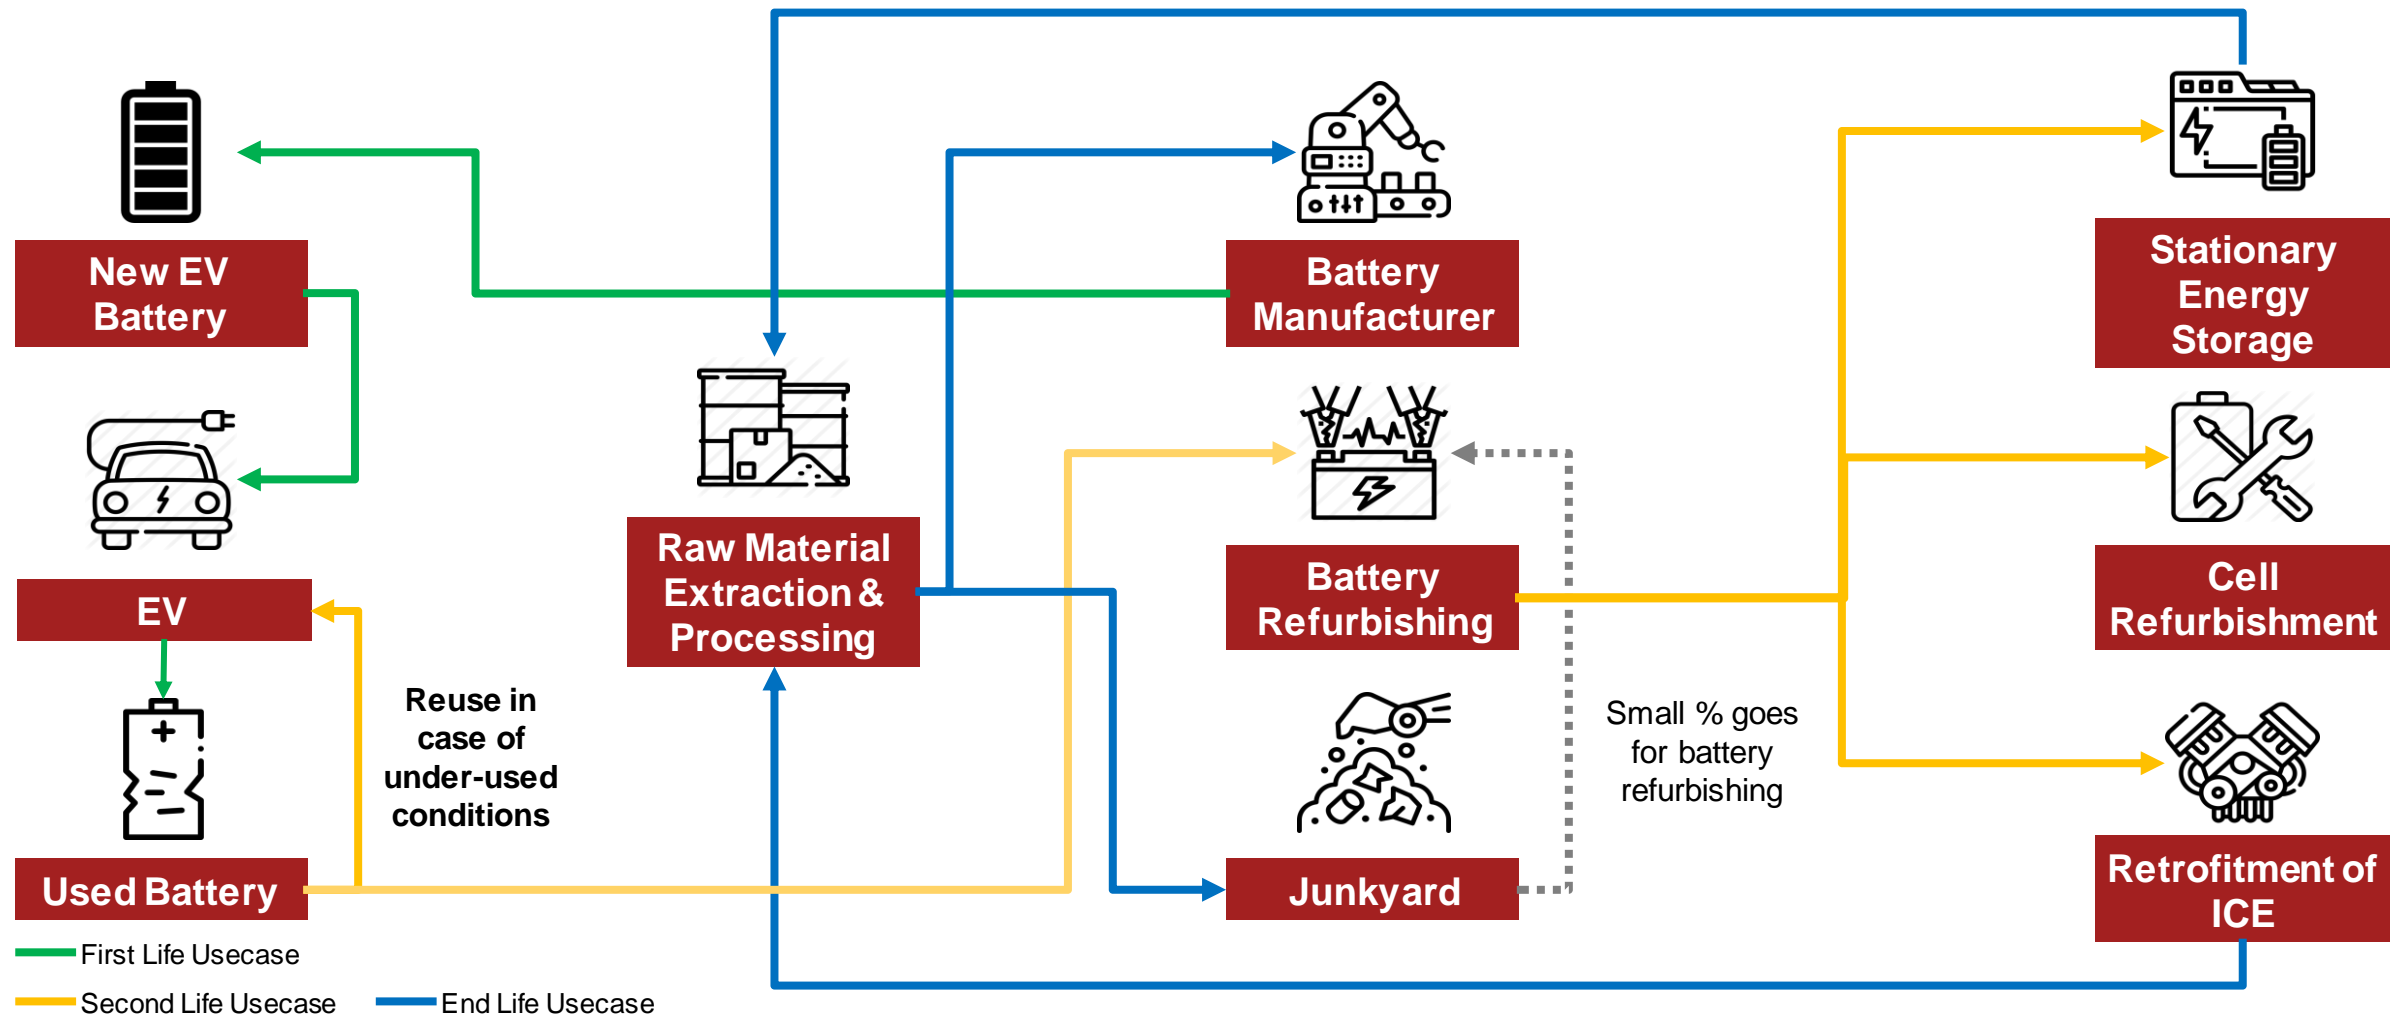 New EV
Battery
Battery
Manufacturer
Stationary
Energy
Storage
Raw Material
Extraction &
Processing
EV
Battery
Refurbishing
Cell
Refurbishment
Reuse in
case of
under-used
conditions
Small % goes
for battery
refurbishing
Used Battery
Junkyard
Retrofitment of
ICE
First Life Usecase
Second Life Usecase
End Life Usecase